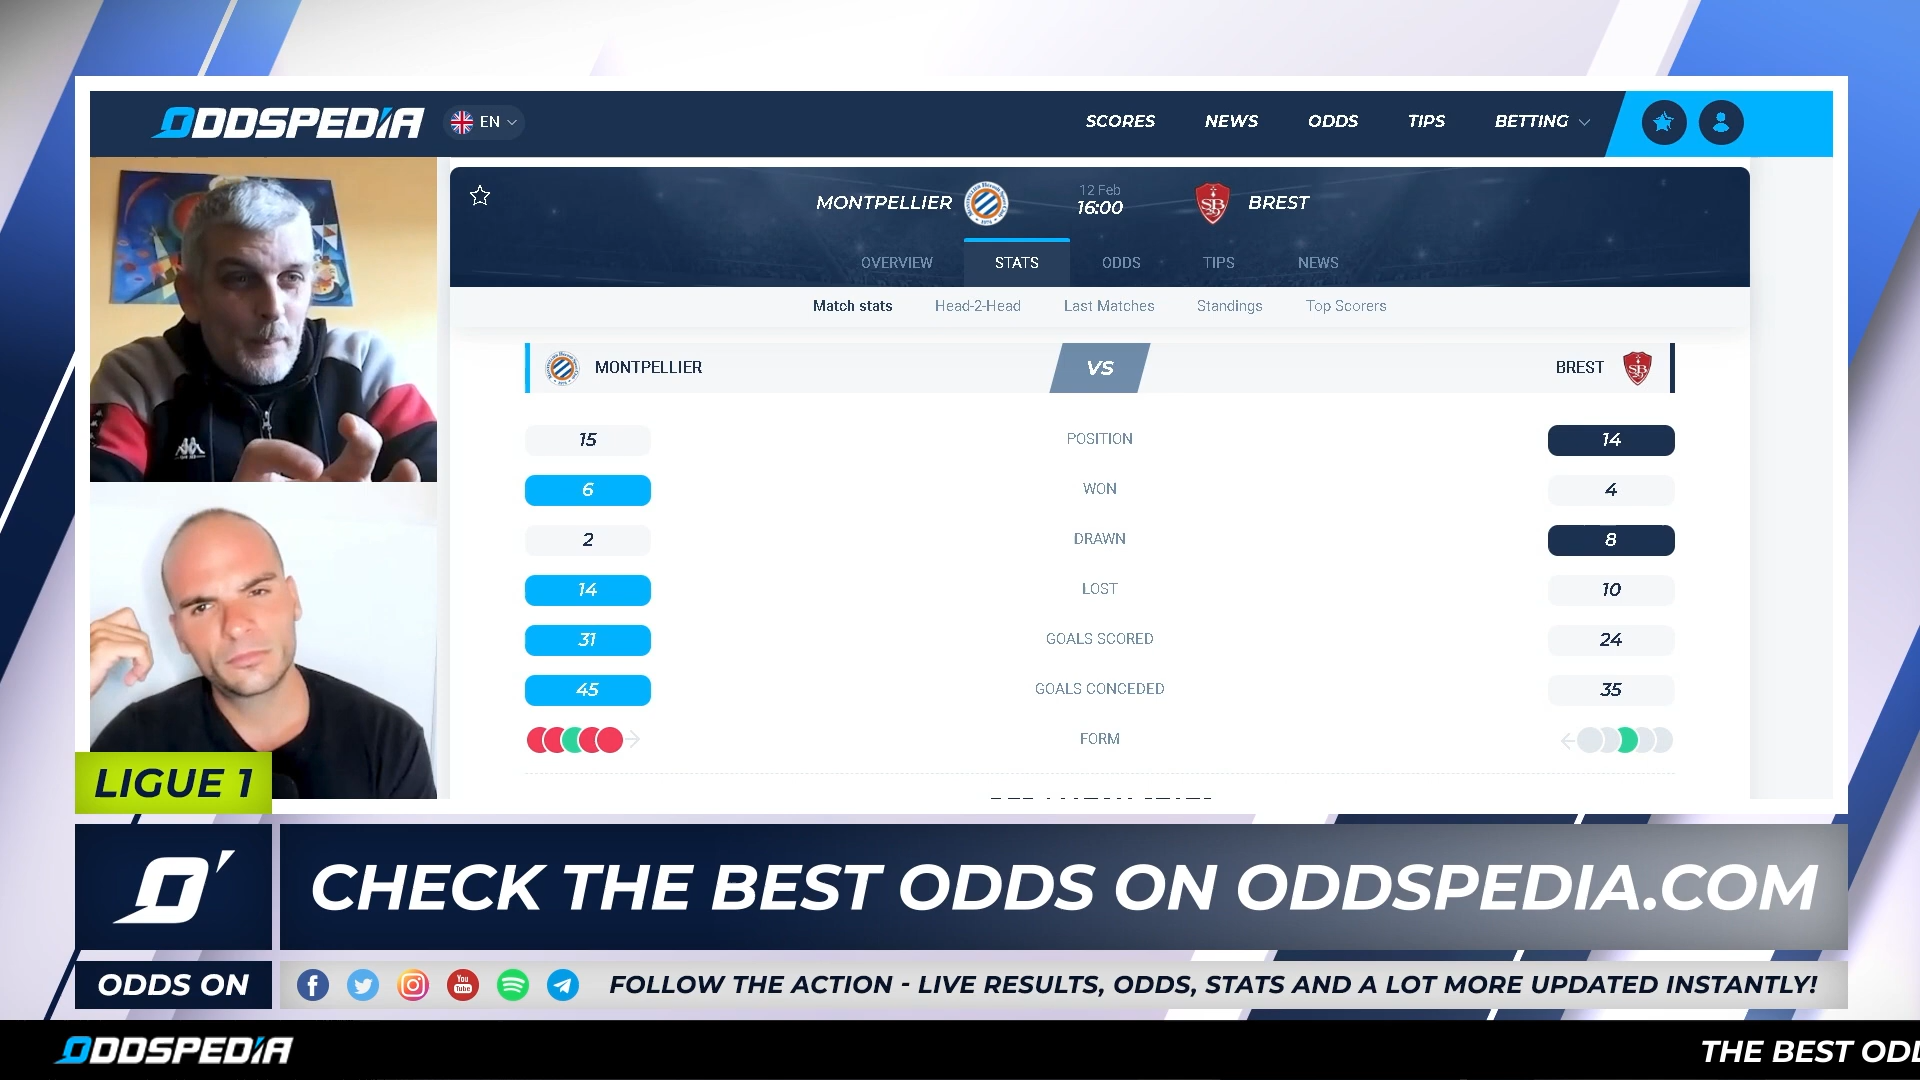 ODDSPEDIA
EN
SCORES
NEWS
ODDS
TIPS
BETTING
MONTPELLIER
12 Feb
16:00
BREST
OVERVIEW
STATS
ODDS
TIPS
NEWS
Match stats
Head-2-Head
Last Matches
Standings
Top Scorers
MONTPELLIER
VS
BREST
15 POSITION 14
6 WON 4
2 DRAWN 8
14 LOST 10
31 GOALS SCORED 24
45 GOALS CONCEDED 35
FORM
LIGUE 1
CHECK THE BEST ODDS ON ODDSPEDIA.COM
ODDS ON
FOLLOW THE ACTION - LIVE RESULTS, ODDS, STATS AND A LOT MORE UPDATED INSTANTLY!
ODDSPEDIA
THE BEST